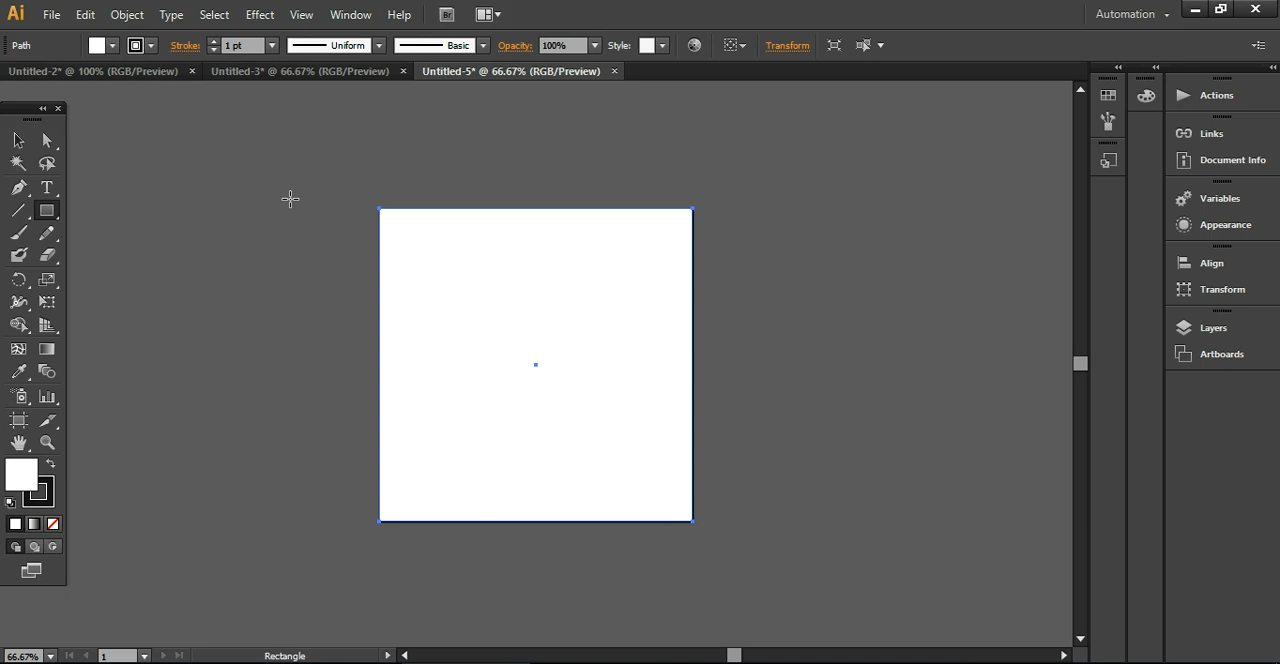 Ai File Edit Object Type Select Effect View Window Help Br Automation
Path Stroke: 1 pt Uniform Basic Opacity: 100% Style: Transform
Untitled-2* @ 100% (RGB/Preview) × Untitled-3* @ 66.67% (RGB/Preview) × Untitled-5* @ 66.67% (RGB/Preview) ×
Actions
Links
Document Info
T
Variables
Appearance
Align
Transform
Layers
Artboards
66.67% 1 Rectangle